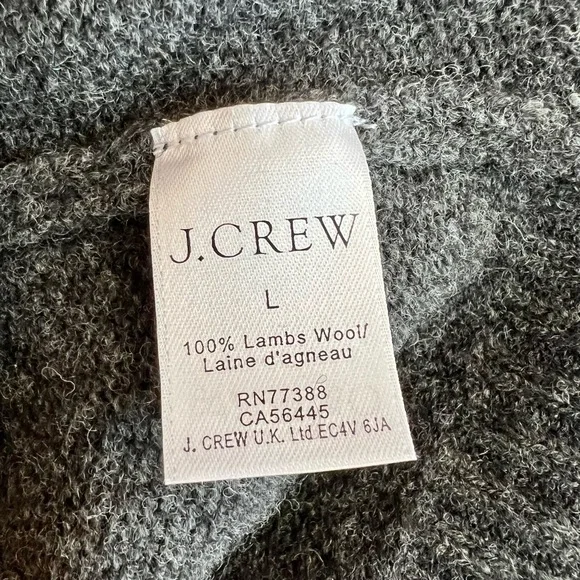 J.CREW
L
100% Lambs Wool/
Laine d'agneau
RN77388
CA56445
J. CREW U.K. Ltd.EC4V 6JA